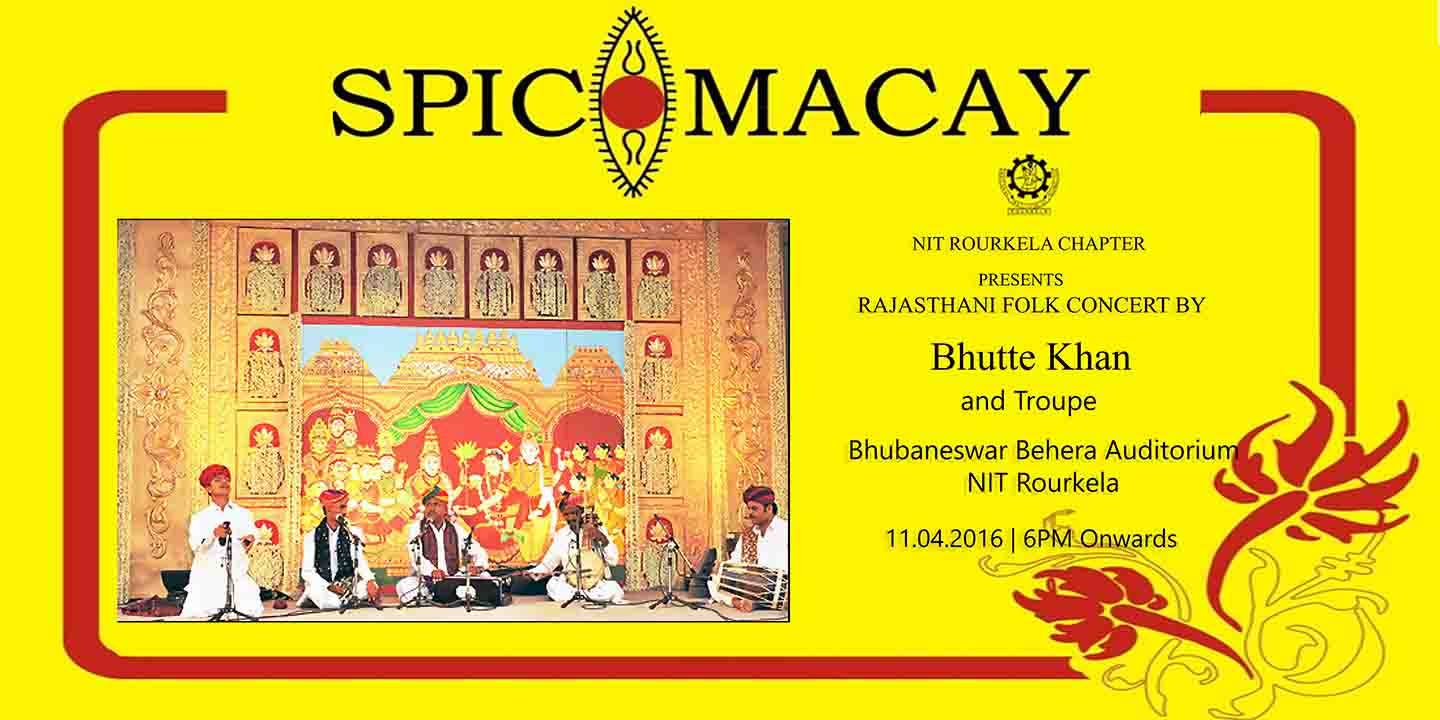 SPIC MACAY
NIT ROURKELA CHAPTER
PRESENTS
RAJASTHANI FOLK CONCERT BY
Bhutte Khan
and Troupe
Bhubaneswar Behera Auditorium
NIT Rourkela
11.04.2016 | 6PM Onwards